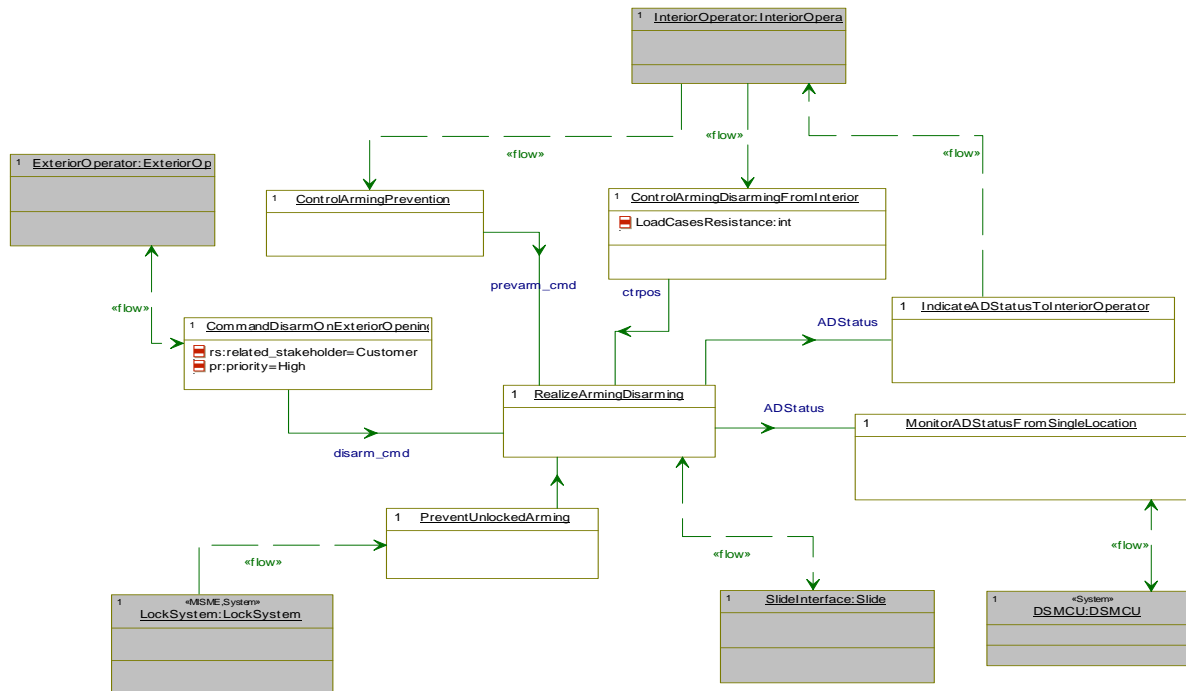 1 InteriorOperator:InteriorOpera
«flow»
«flow»
«flow»
1 ExteriorOperator:ExteriorOp
1 ControlArmingPrevention
1 ControlArmingDisarmingFromInterior
LoadCasesResistance:int
prevarm_cmd
ctrpos
«flow»
1 CommandDisarmOnExteriorOpening
rs:related_stakeholder=Customer
pr:priority=High
1 IndicateADStatusToInteriorOperator
ADStatus
1 RealizeArmingDisarming
ADStatus
1 MonitorADStatusFromSingleLocation
disarm_cmd
1 PreventUnlockedArming
«flow»
«flow»
«flow»
1 «MISME,System»
LockSystem:LockSystem
1 SlideInterface:Slide
1 «System»
DSMCU:DSMCU